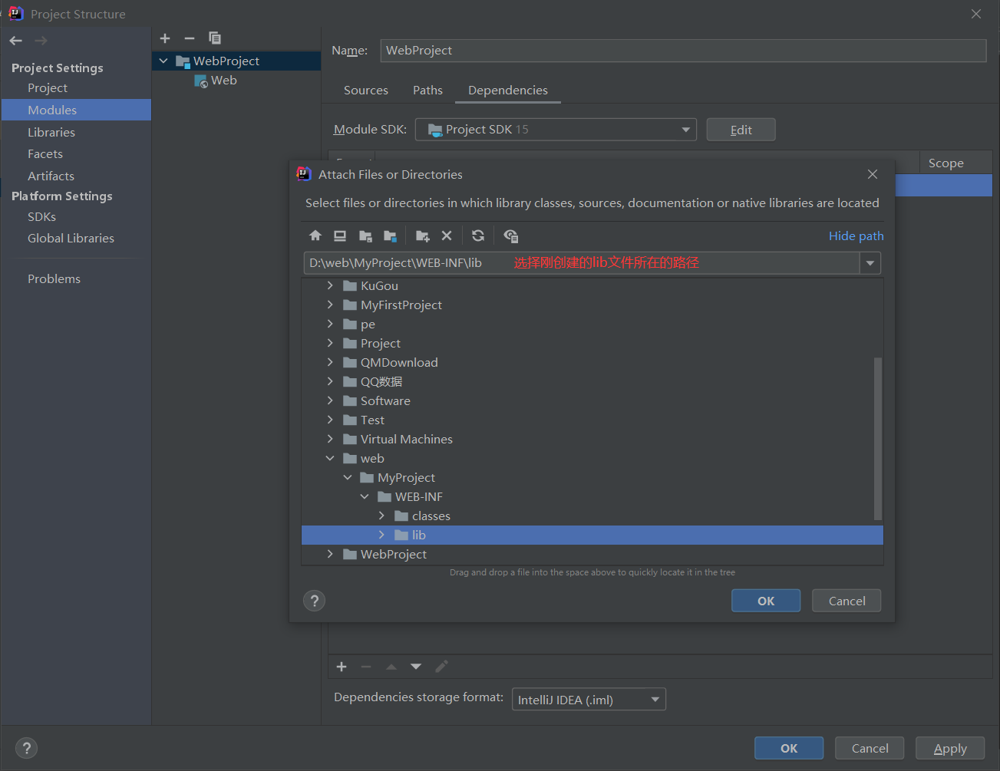 Project Structure
Project Settings
Project
Modules
Libraries
Facets
Artifacts
Platform Settings
SDKs
Global Libraries
Problems
WebProject
Web
Name: WebProject
Sources Paths Dependencies
Module SDK: Project SDK 15 Edit
Scope
Attach Files or Directories
Select files or directories in which library classes, sources, documentation or native libraries are located
Hide path
D:\web\MyProject\WEB-INF\lib 选择刚创建的lib文件所在的路径
KuGou
MyFirstProject
pe
Project
QMDownload
QQ数据
Software
Test
Virtual Machines
web
MyProject
WEB-INF
classes
lib
WebProject
Drag and drop a file into the space above to quickly locate it in the tree
? OK Cancel
Dependencies storage format: IntelliJ IDEA (.iml)
? OK Cancel Apply